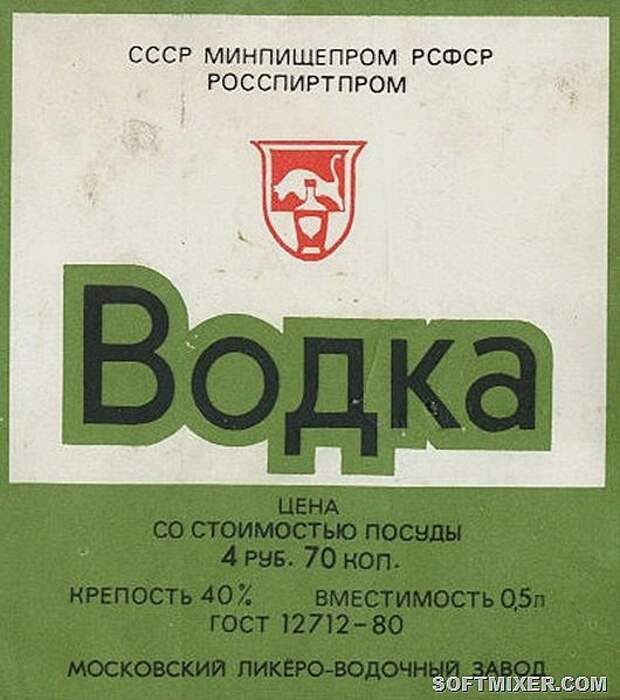 СССР МИНПИЩЕПРОМ РСФСР
РОССПИРТПРОМ
Водка
ЦЕНА
СО СТОИМОСТЬЮ ПОСУДЫ
4 РУБ. 70 КОП.
КРЕПОСТЬ 40% ВМЕСТИМОСТЬ 0,5л
ГОСТ 12712-80
МОСКОВСКИЙ ЛИКЁРО-ВОДОЧНЫЙ ЗАВОД
SOFTMIXER.COM